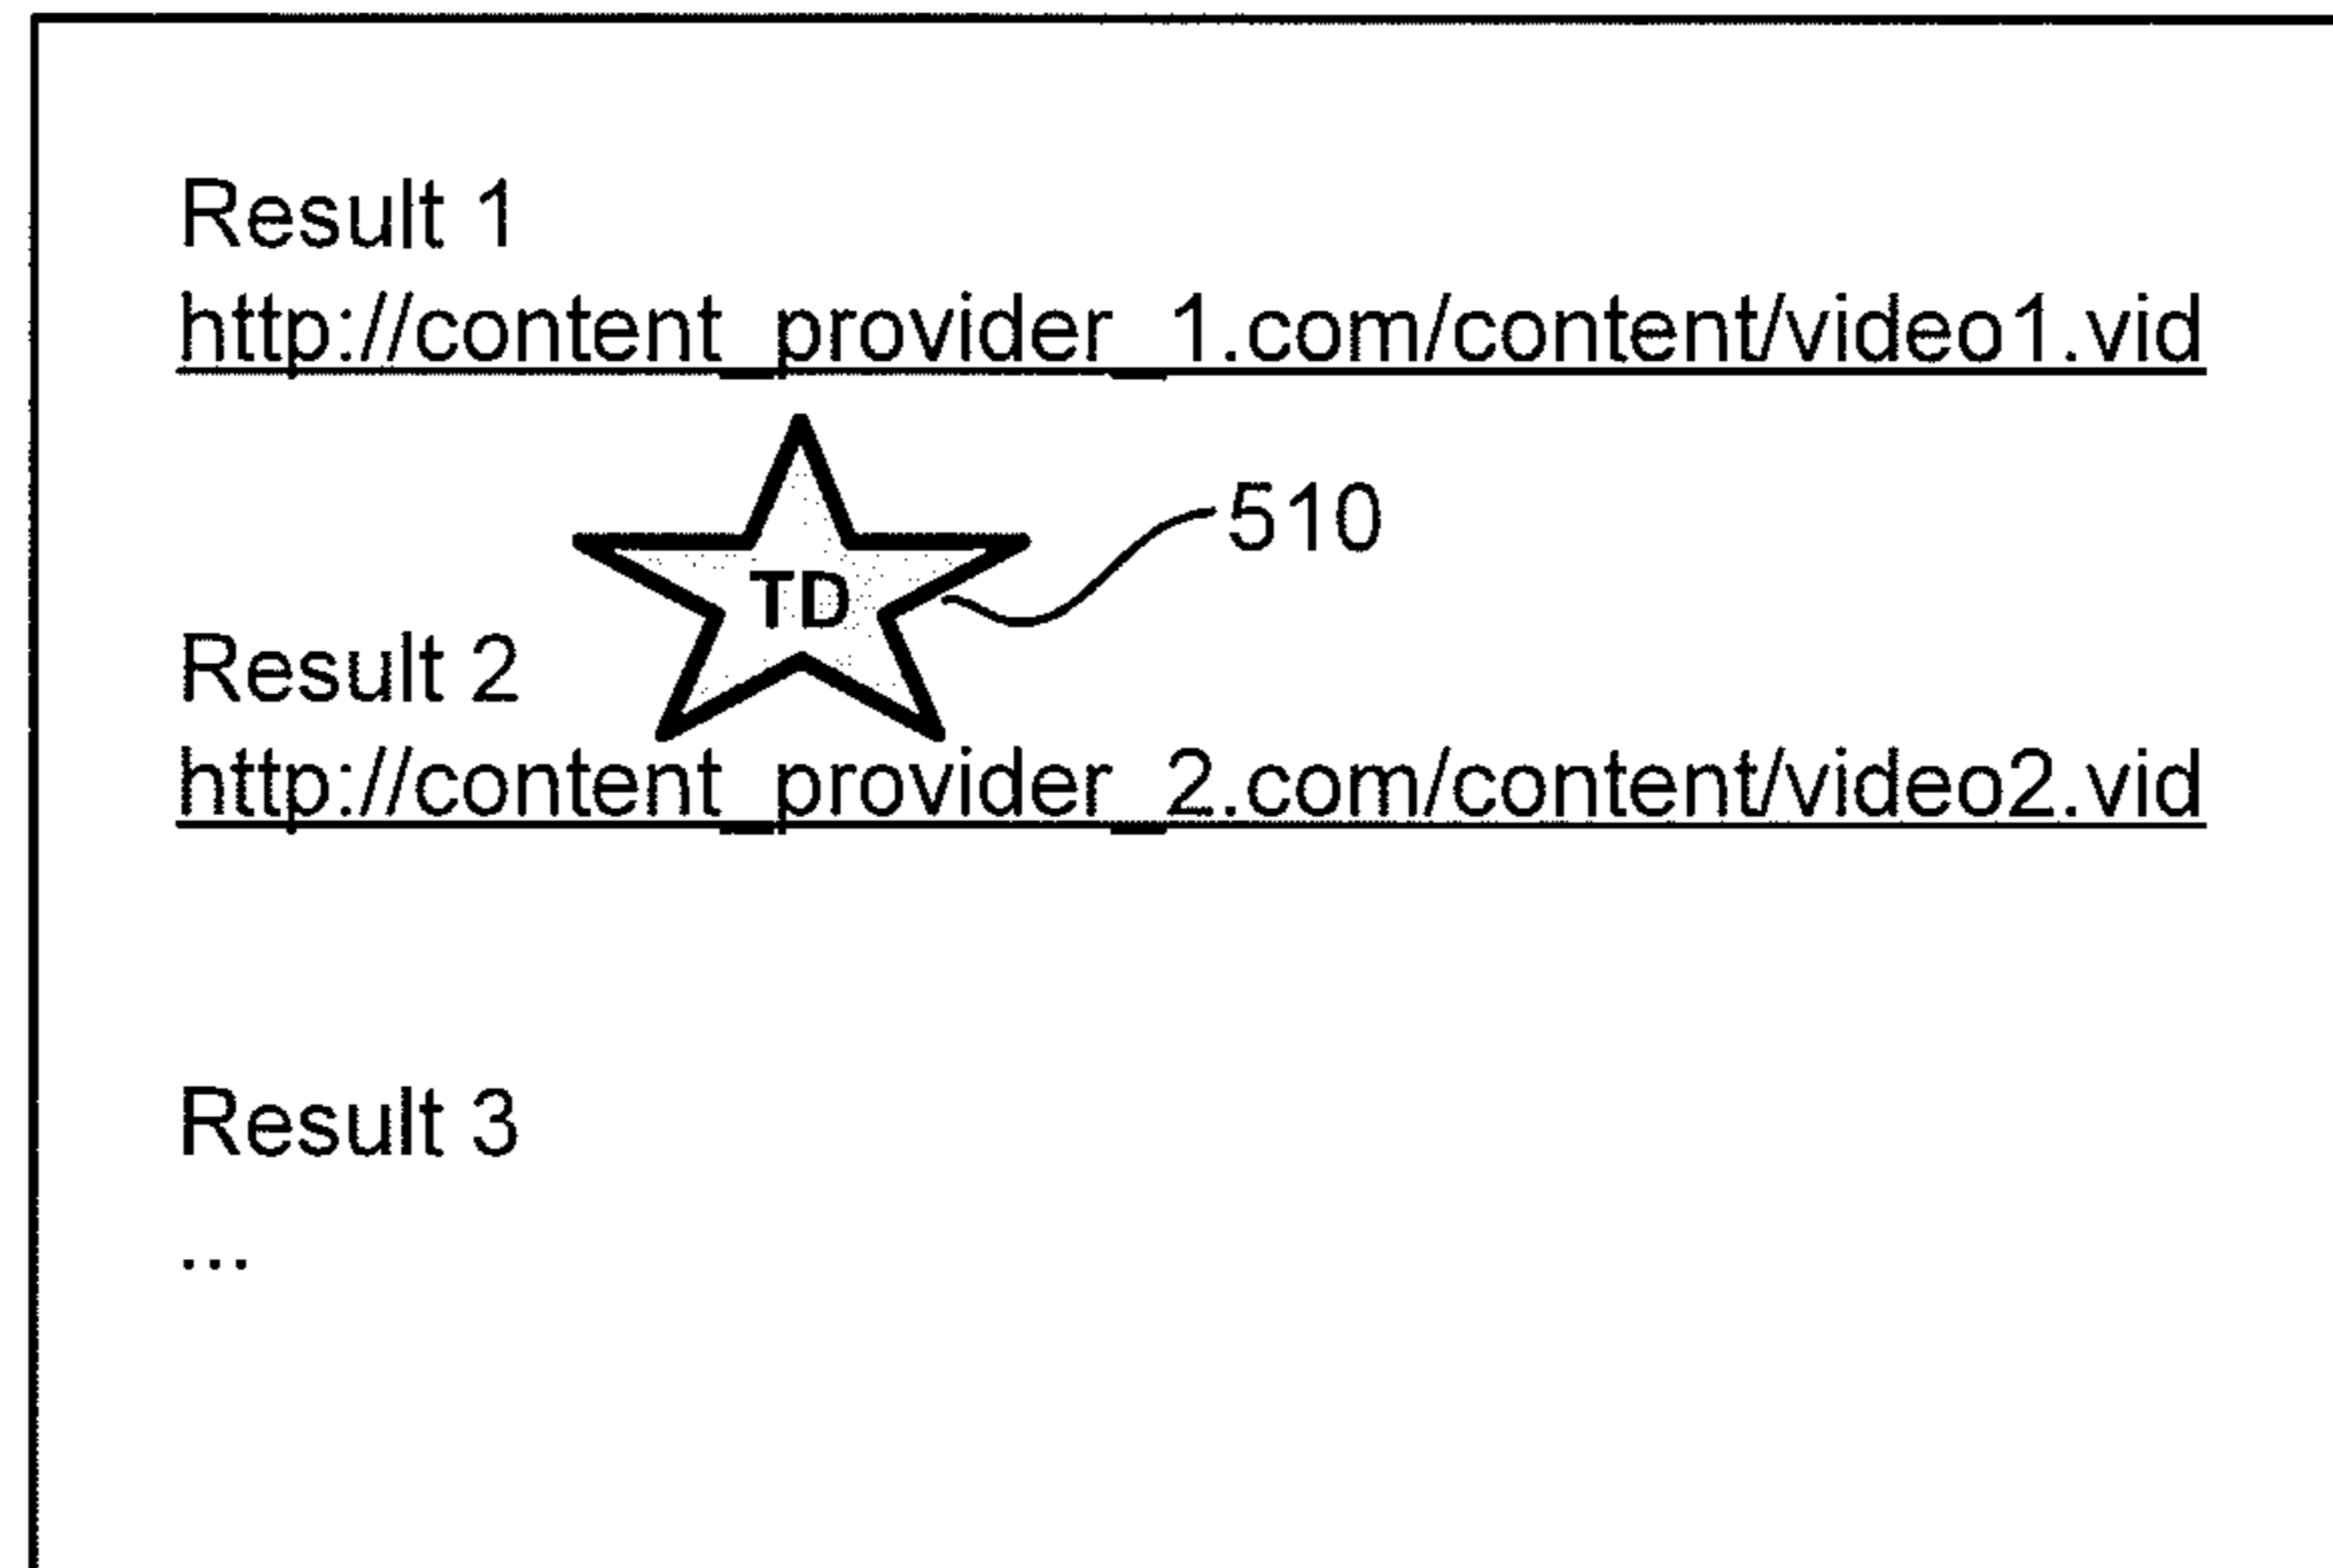 Result 1
http://content_provider_1.com/content/video1.vid
510
TD
Result 2
http://content_provider_2.com/content/video2.vid
Result 3
...